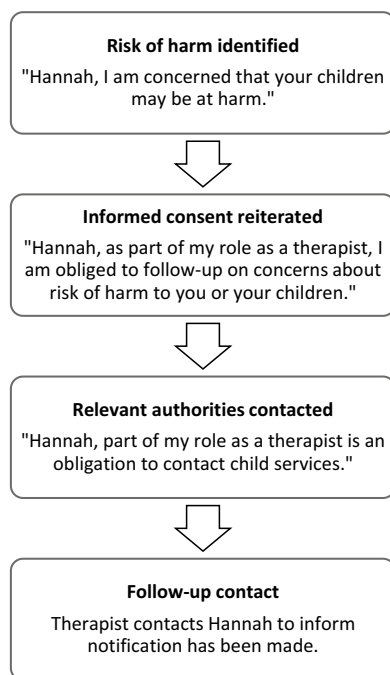 Risk of harm identified
"Hannah, I am concerned that your children
may be at harm."
Informed consent reiterated
"Hannah, as part of my role as a therapist, I
am obliged to follow-up on concerns about
risk of harm to you or your children."
Relevant authorities contacted
"Hannah, part of my role as a therapist is an
obligation to contact child services."
Follow-up contact
Therapist contacts Hannah to inform
notification has been made.